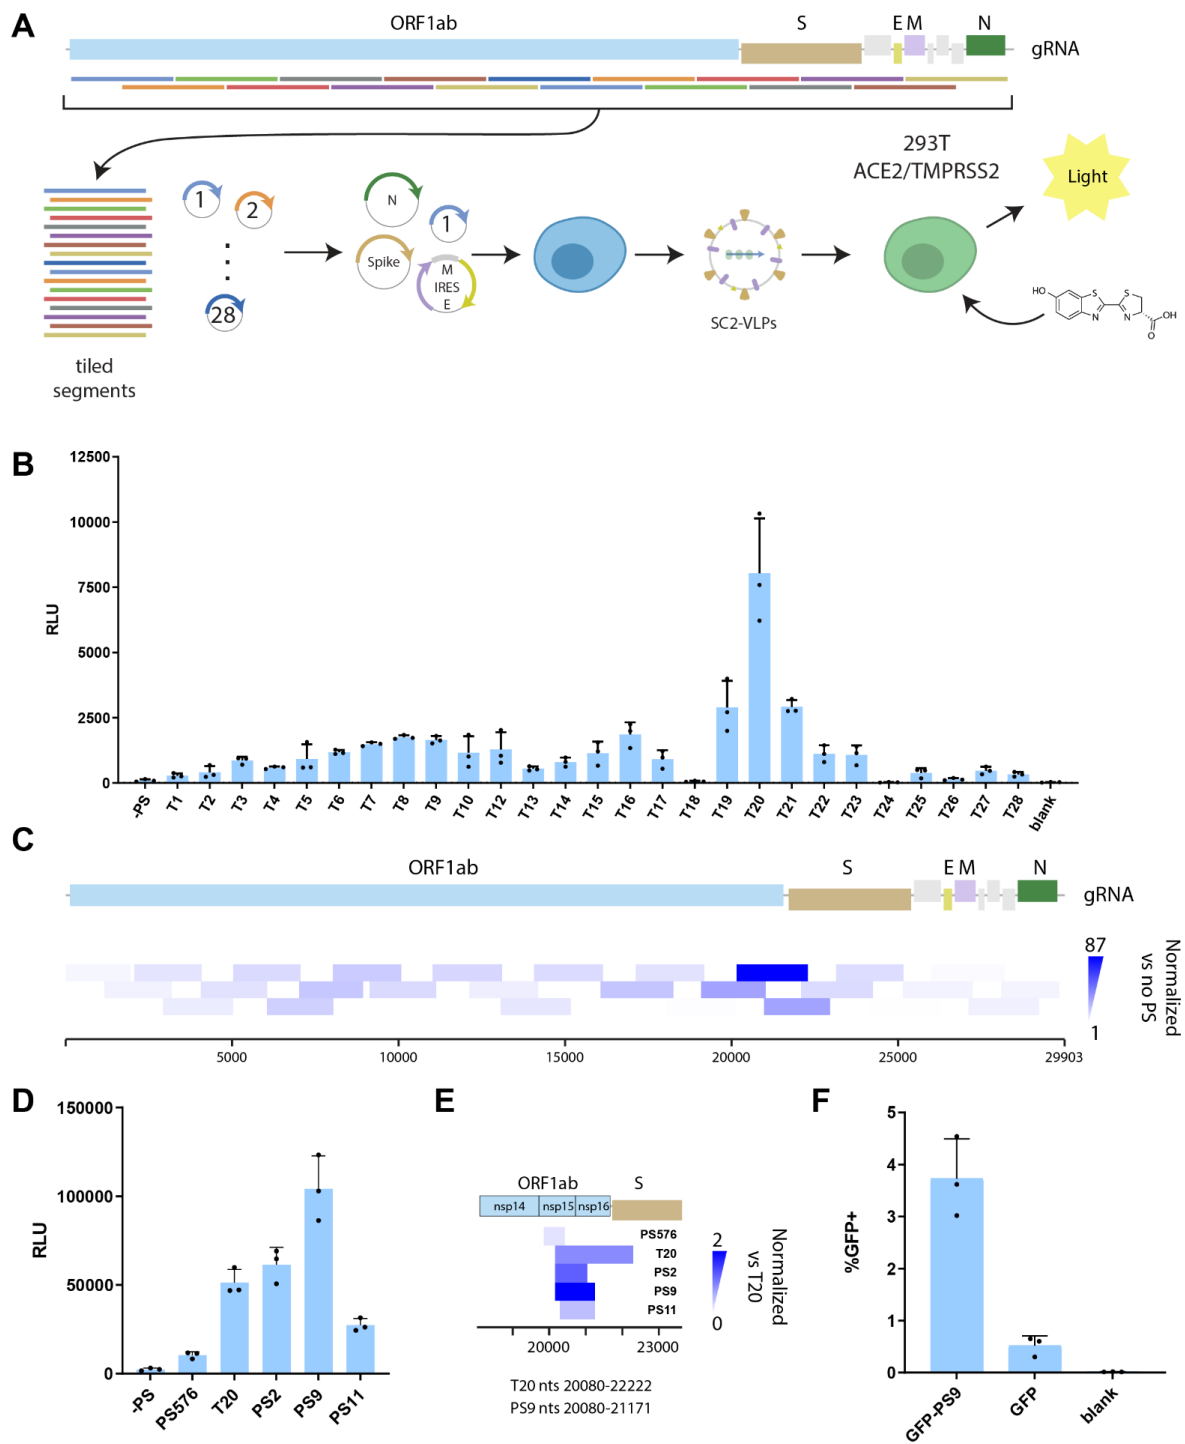 A
ORF1ab
S
E M
N
gRNA
293T
ACE2/TMPRSS2
Light
1
2
28
N
1
Spike
M
IRES
E
SC2-VLPs
HO
S
N
S
N
OH
O
tiled
segments
B
12500
10000
7500
5000
2500
0
RLU
-PS T1 T2 T3 T4 T5 T6 T7 T8 T9 T10 T12 T13 T14 T15 T16 T17 T18 T19 T20 T21 T22 T23 T24 T25 T26 T27 T28 blank
C
ORF1ab
S
E M
N
gRNA
87
1
Normalized
vs no PS
5000 10000 15000 20000 25000 29903
D
150000
100000
50000
0
RLU
-PS PS576 T20 PS2 PS9 PS11
E
ORF1ab
S
nsp14 nsp15 nsp16
PS576
T20
PS2
PS9
PS11
2
0
Normalized
vs T20
20000 23000
T20 nts 20080-22222
PS9 nts 20080-21171
F
5
4
3
2
1
0
%GFP+
GFP-PS9 GFP blank